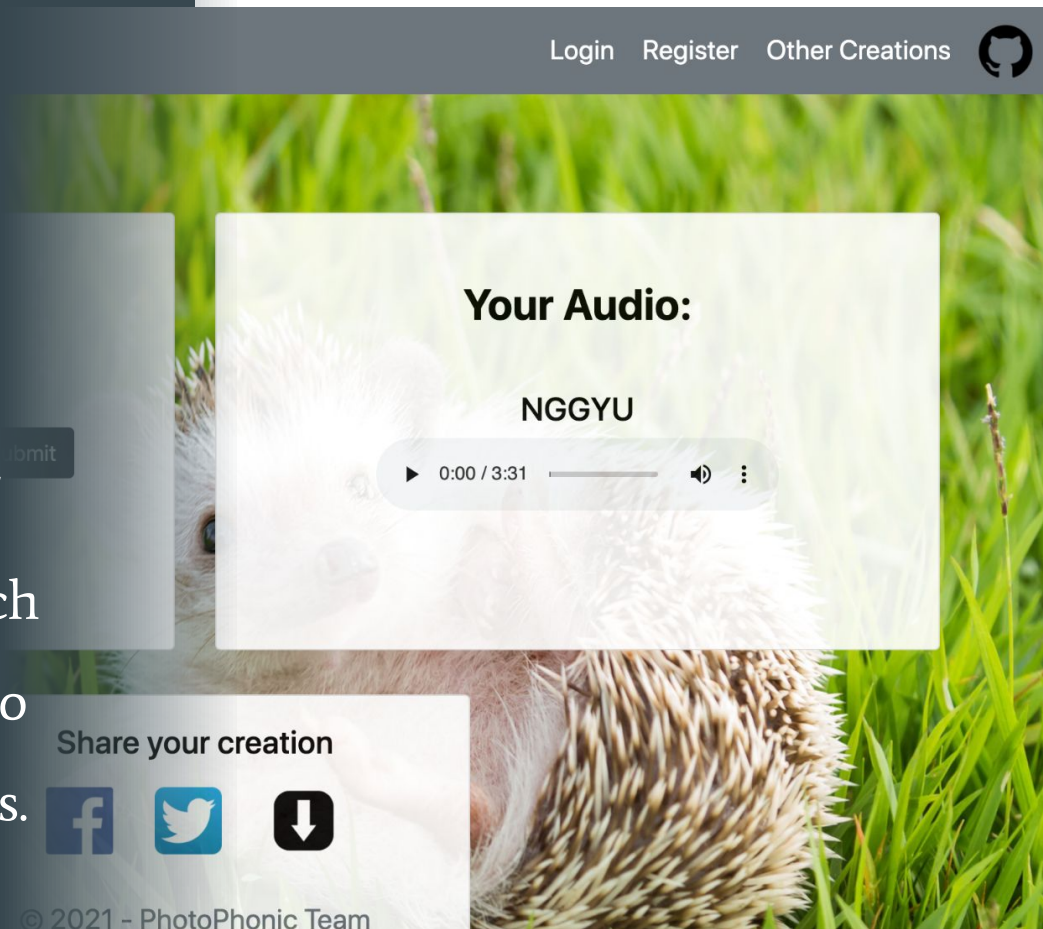 Login Register Other Creations
Your Audio:
NGGYU
0:00 / 3:31
Share your creation
© 2021 - PhotoPhonic Team